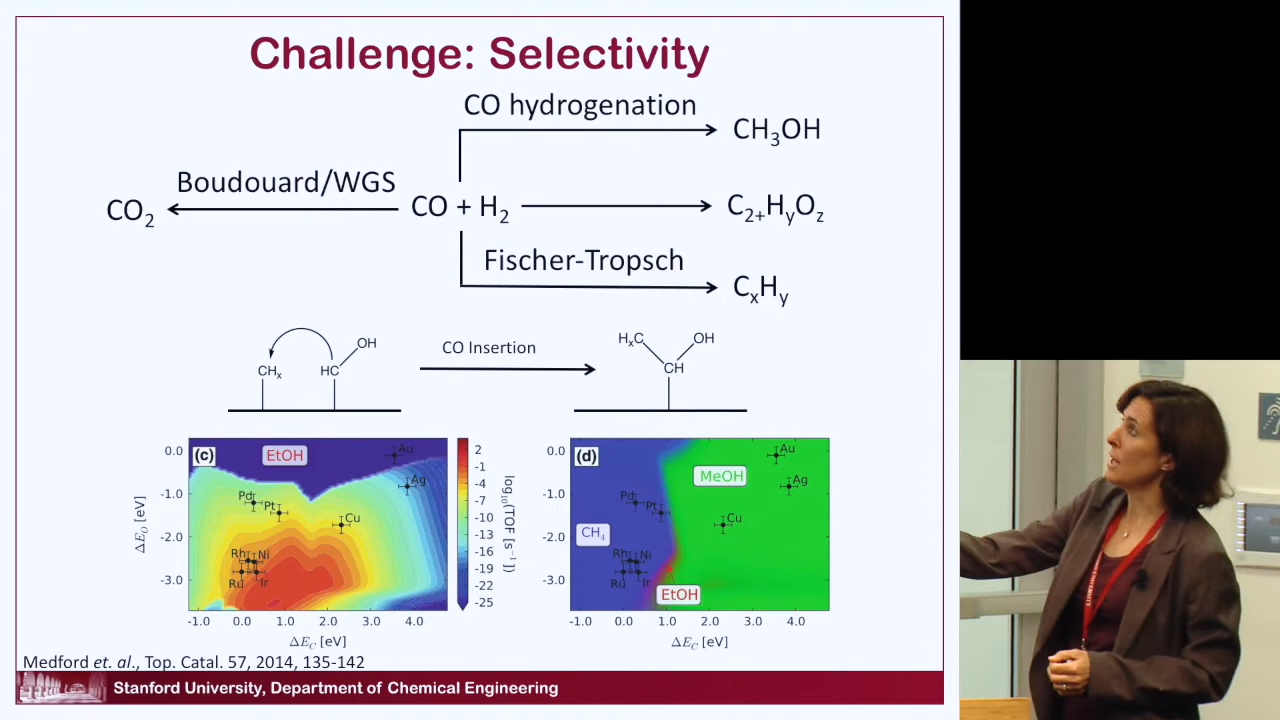 Challenge: Selectivity
CO hydrogenation
CH₃OH
Boudouard/WGS
CO₂
CO + H₂
C₂₊HyOz
Fischer-Tropsch
CxHy
CHₓ
HC
OH
CO Insertion
HₓC
OH
CH
(c)
EtOH
Au
Ag
Pd
Pt
Cu
Rh
Ni
Ru
Ir
0.0
-1.0
-2.0
-3.0
ΔE_O [eV]
-1.0 0.0 1.0 2.0 3.0 4.0
ΔE_C [eV]
2
-1
-4
-7
-10
-13
-16
-19
-22
-25
log₁₀(TOF [s⁻¹])
(d)
MeOH
CH₄
EtOH
Au
Ag
Pd
Pt
Cu
Rh
Ni
Ru
Ir
0.0
-1.0
-2.0
-3.0
-1.0 0.0 1.0 2.0 3.0 4.0
ΔE_C [eV]
Medford et. al., Top. Catal. 57, 2014, 135-142
Stanford University, Department of Chemical Engineering